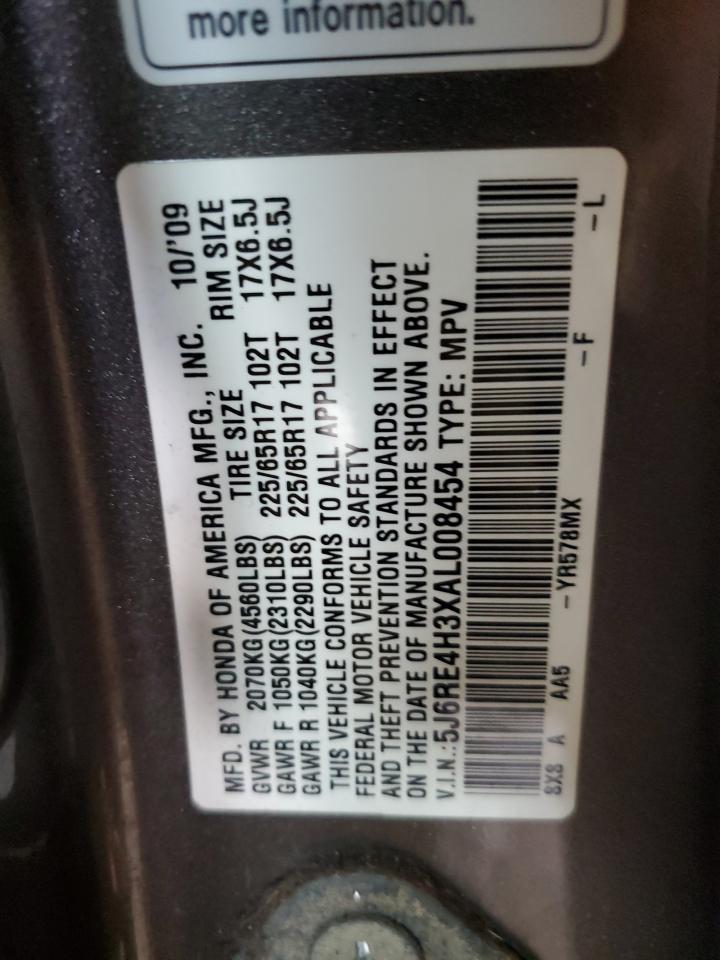 more information.
MFD. BY HONDA OF AMERICA MFG., INC. 10/'09
GVWR 2070KG(4560LBS) TIRE SIZE RIM SIZE
GAWR F 1050KG(2310LBS) 225/65R17 102T 17X6.5J
GAWR R 1040KG(2290LBS) 225/65R17 102T 17X6.5J
THIS VEHICLE CONFORMS TO ALL APPLICABLE
FEDERAL MOTOR VEHICLE SAFETY
AND THEFT PREVENTION STANDARDS IN EFFECT
ON THE DATE OF MANUFACTURE SHOWN ABOVE.
V.I.N.:5J6RE4H3XAL008454 TYPE: MPV
SXS A AA5 – YR578MX – F – L